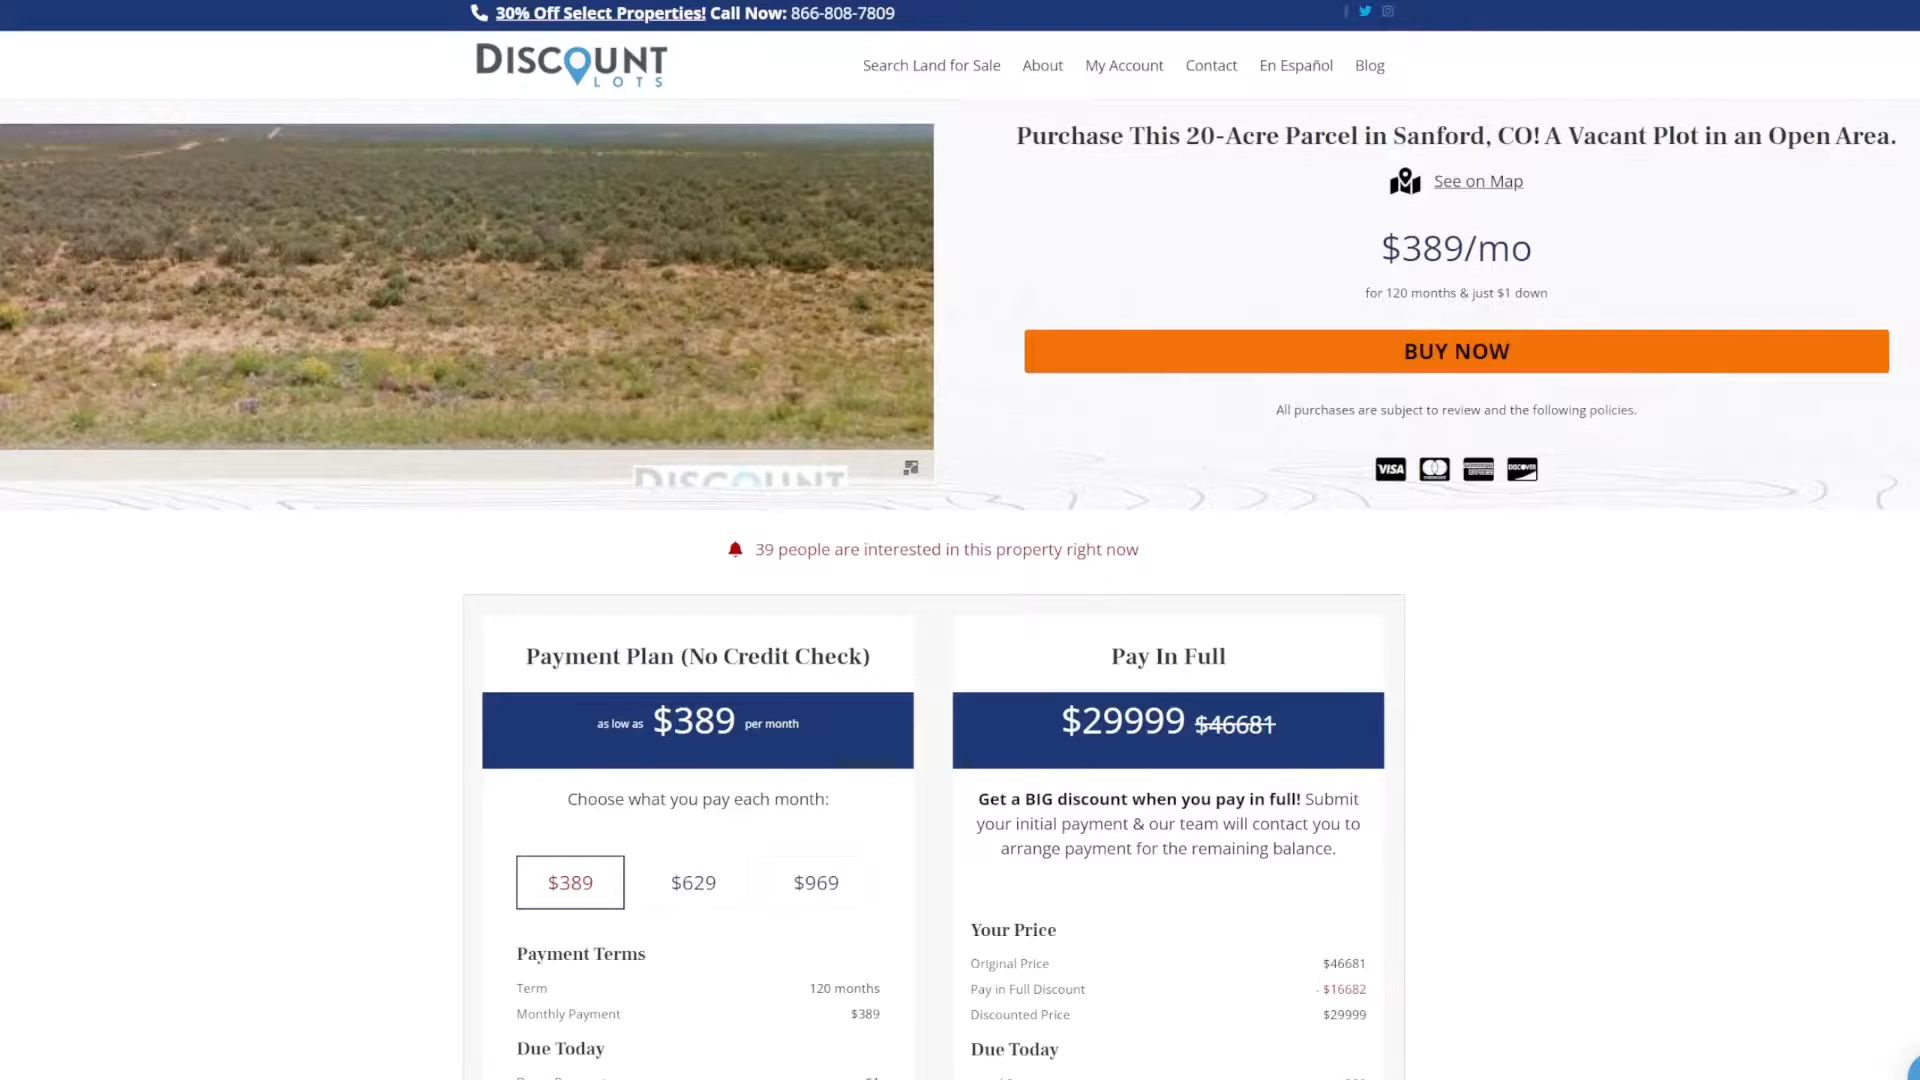 30% Off Select Properties! Call Now: 866-808-7809
DISCOUNT
LOTS
Search Land for Sale About My Account Contact En Español Blog
Purchase This 20-Acre Parcel in Sanford, CO! A Vacant Plot in an Open Area.
See on Map
$389/mo
for 120 months & just $1 down
BUY NOW
All purchases are subject to review and the following policies.
VISA DISCOVER
DISCOUNT
39 people are interested in this property right now
Payment Plan (No Credit Check)
as low as $389 per month
Choose what you pay each month:
$389 $629 $969
Payment Terms
Term 120 months
Monthly Payment $389
Due Today
Pay In Full
$29999 $46681
Get a BIG discount when you pay in full! Submit
your initial payment & our team will contact you to
arrange payment for the remaining balance.
Your Price
Original Price $46681
Pay in Full Discount - $16682
Discounted Price $29999
Due Today